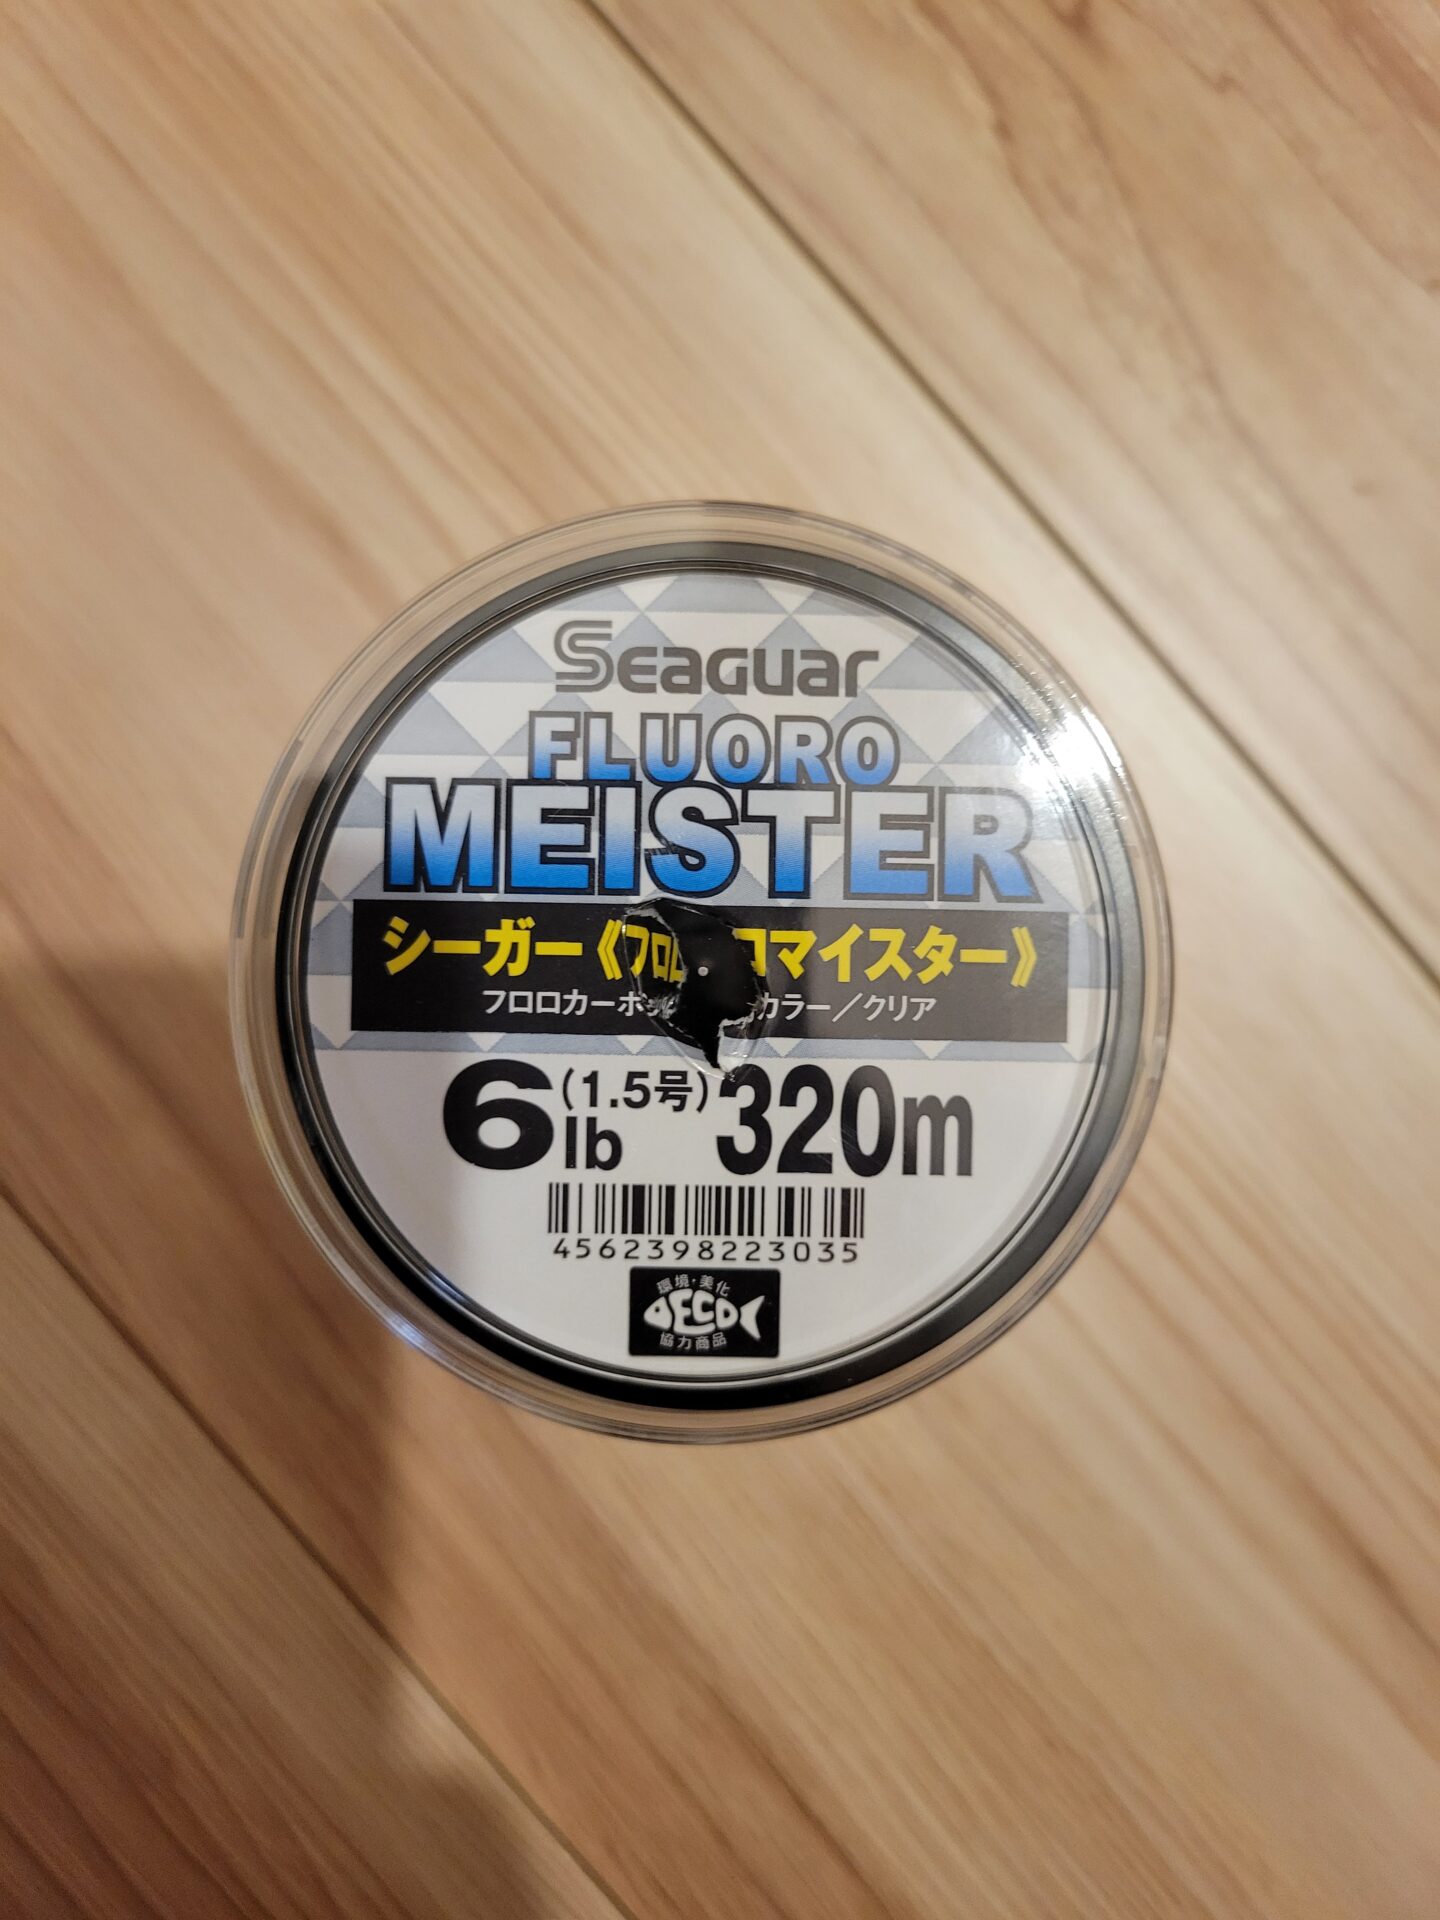 Seaguar
FLUORO
MEISTER
シーガー《フロロマイスター》
フロロカーボ カラー／クリア
6lb (1.5号) 320m
4562398223035
環境・美化
DECO
協力商品